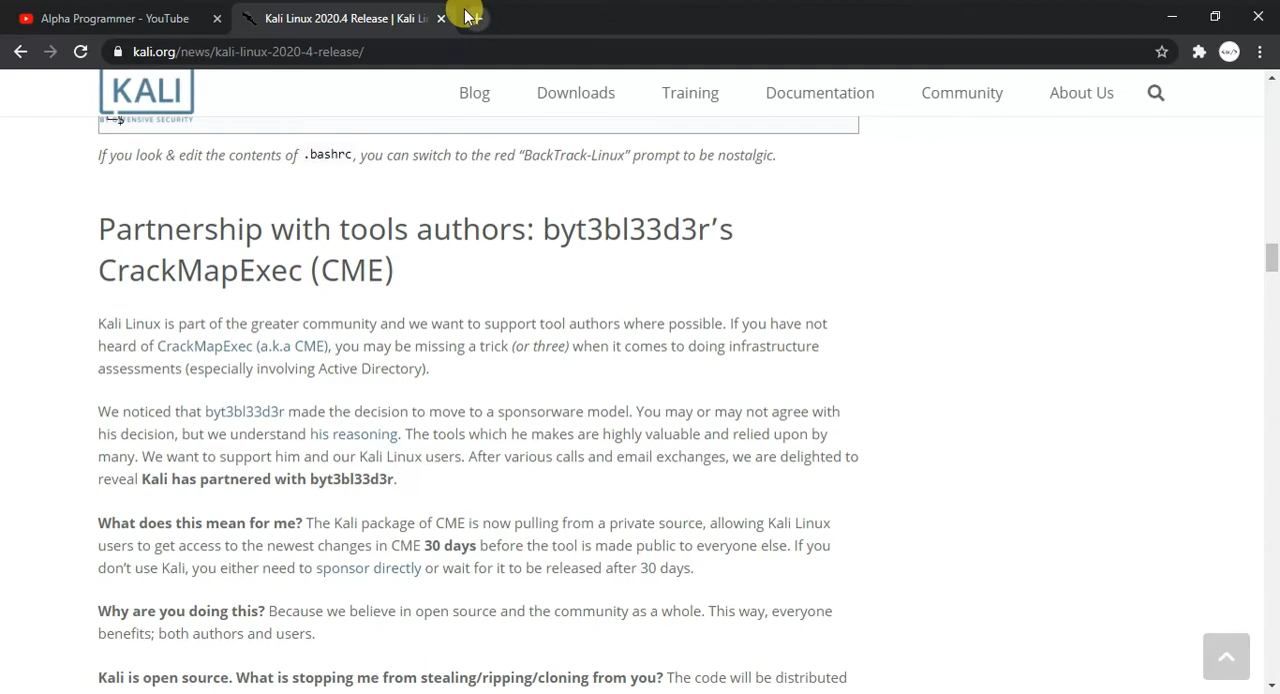 Alpha Programmer - YouTube
Kali Linux 2020.4 Release | Kali Li
kali.org/news/kali-linux-2020-4-release/
KALI
BY OFFENSIVE SECURITY
Blog
Downloads
Training
Documentation
Community
About Us
If you look & edit the contents of .bashrc, you can switch to the red “BackTrack-Linux” prompt to be nostalgic.
Partnership with tools authors: byt3bl33d3r’s
CrackMapExec (CME)
Kali Linux is part of the greater community and we want to support tool authors where possible. If you have not
heard of CrackMapExec (a.k.a CME), you may be missing a trick (or three) when it comes to doing infrastructure
assessments (especially involving Active Directory).
We noticed that byt3bl33d3r made the decision to move to a sponsorware model. You may or may not agree with
his decision, but we understand his reasoning. The tools which he makes are highly valuable and relied upon by
many. We want to support him and our Kali Linux users. After various calls and email exchanges, we are delighted to
reveal Kali has partnered with byt3bl33d3r.
What does this mean for me? The Kali package of CME is now pulling from a private source, allowing Kali Linux
users to get access to the newest changes in CME 30 days before the tool is made public to everyone else. If you
don’t use Kali, you either need to sponsor directly or wait for it to be released after 30 days.
Why are you doing this? Because we believe in open source and the community as a whole. This way, everyone
benefits; both authors and users.
Kali is open source. What is stopping me from stealing/ripping/cloning from you? The code will be distributed